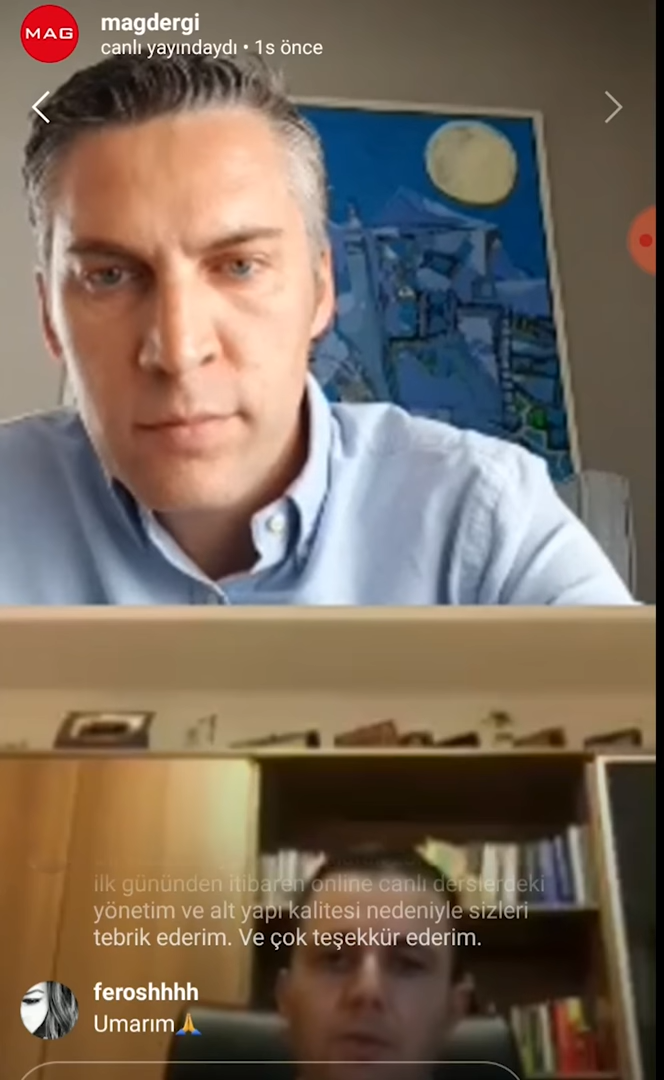 MAG
magdergi
canlı yayındaydı • 1s önce
ilk gününden itibaren online canlı derslerdeki
yönetim ve alt yapı kalitesi nedeniyle sizleri
tebrik ederim. Ve çok teşekkür ederim.
feroshhhh
Umarım🙏